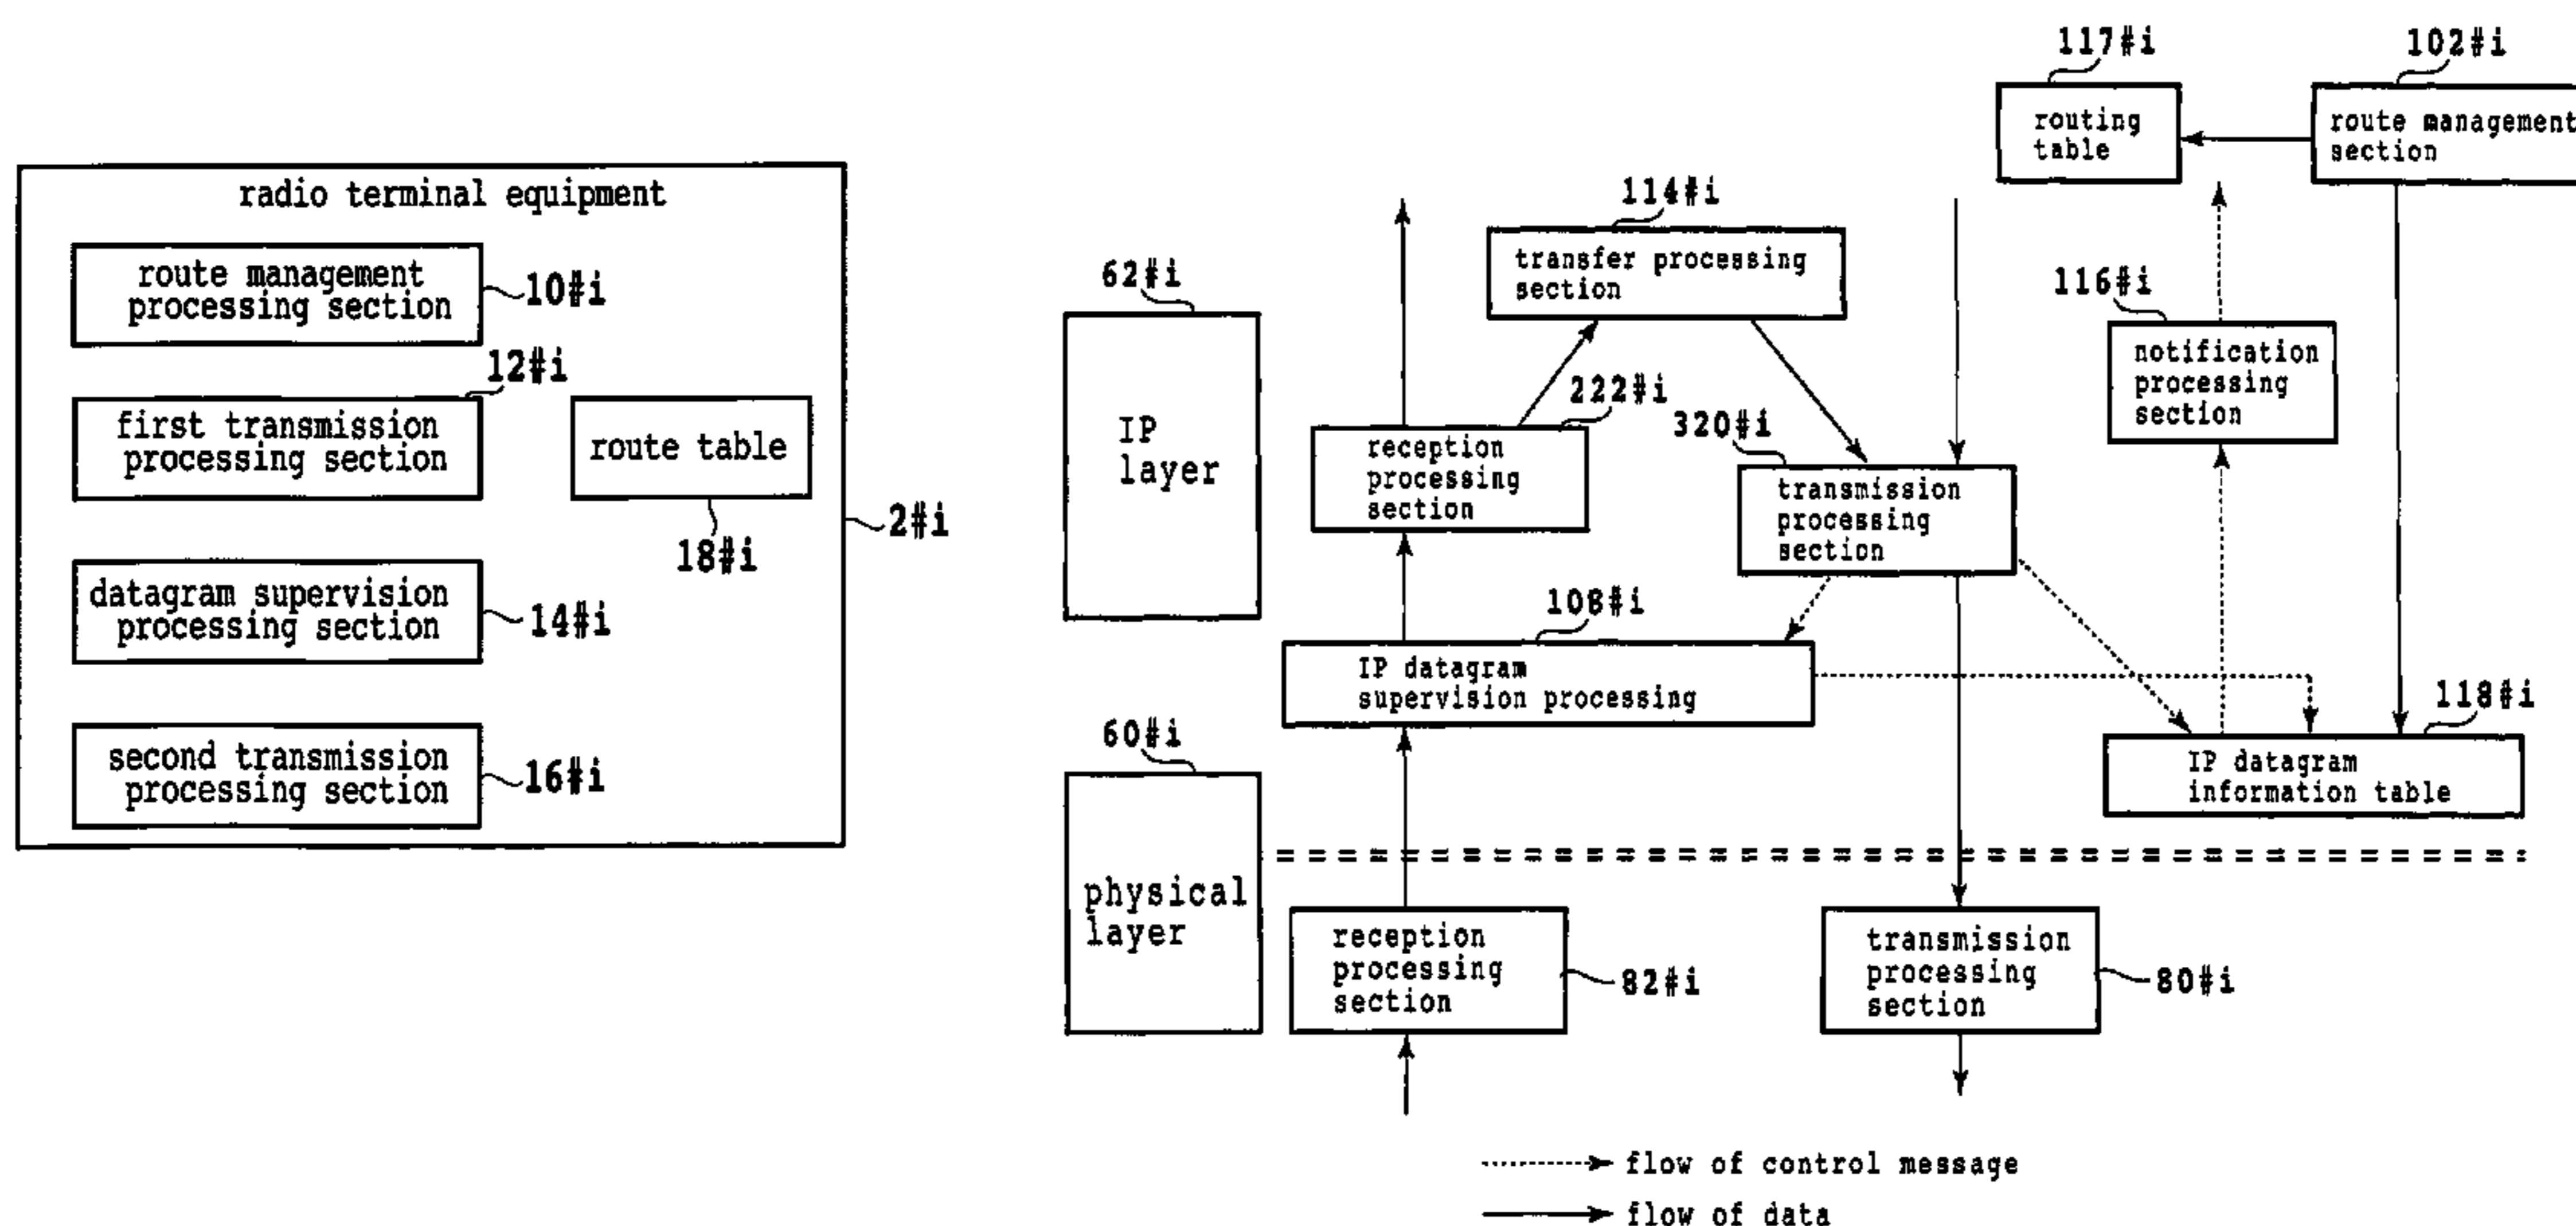 radio terminal equipment
route management
processing section
10#i
12#i
first transmission
processing section
route table
18#i
2#i
datagram supervision
processing section
14#i
second transmission
processing section
16#i
117#i
102#i
routing
table
route management
section
114#i
transfer processing
section
62#i
IP
layer
116#i
notification
processing
section
222#i
reception
processing
section
320#i
transmission
processing
section
108#i
IP datagram
supervision processing
118#i
IP datagram
information table
60#i
physical
layer
reception
processing
section
82#i
transmission
processing
section
80#i
flow of control message
flow of data